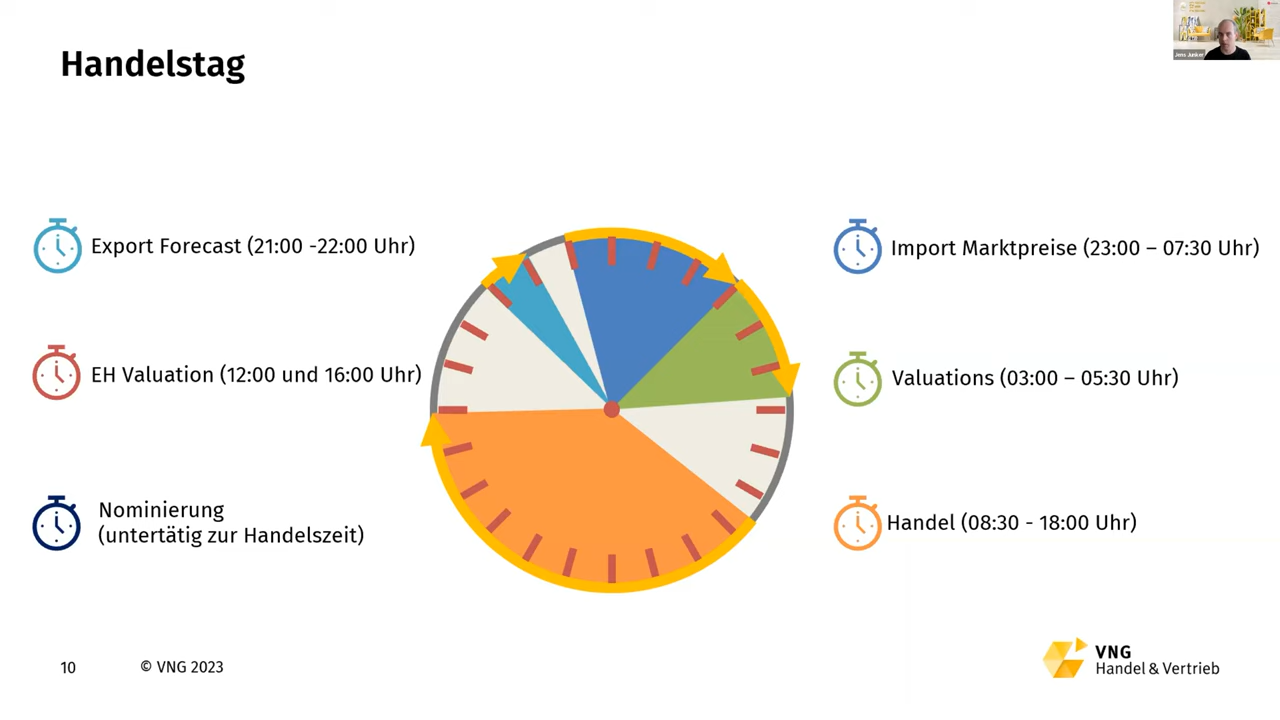 Handelstag
Jens Junker
Export Forecast (21:00 -22:00 Uhr)
Import Marktpreise (23:00 – 07:30 Uhr)
EH Valuation (12:00 und 16:00 Uhr)
Valuations (03:00 – 05:30 Uhr)
Nominierung
(untertätig zur Handelszeit)
Handel (08:30 - 18:00 Uhr)
10
© VNG 2023
VNG
Handel & Vertrieb